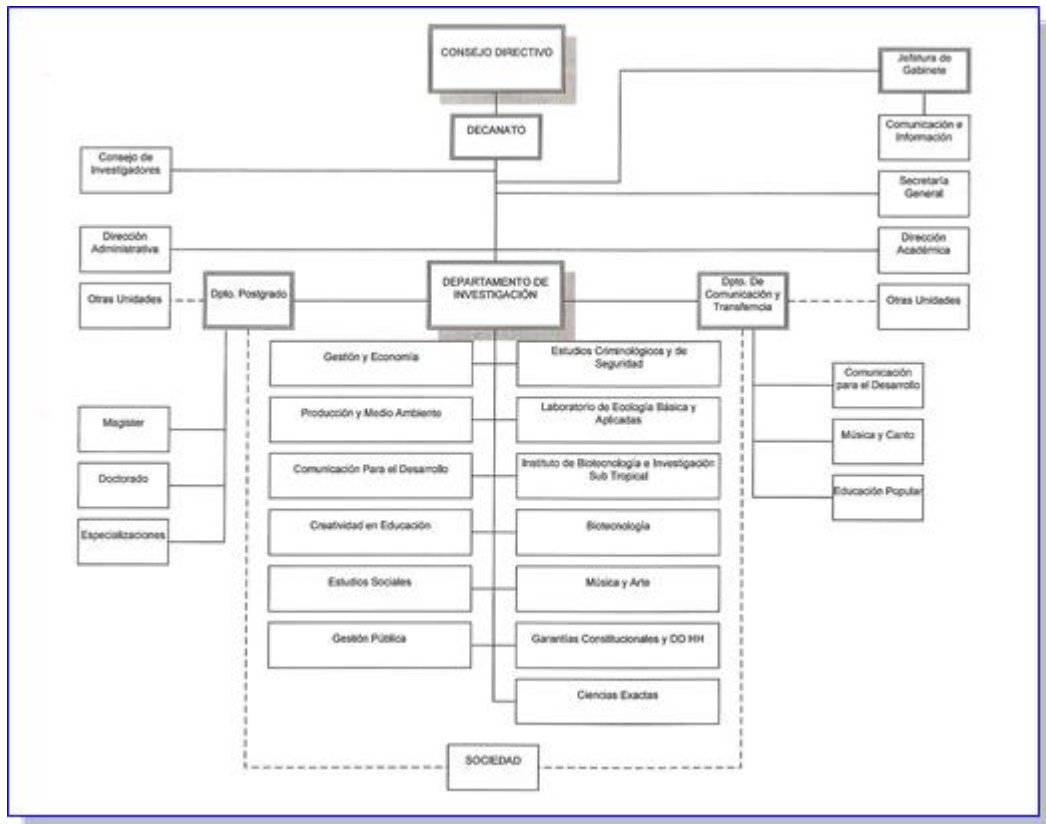 CONSEJO DIRECTIVO
Jefatura de
Gabinete
DECANATO
Comunicación e
Información
Consejo de
Investigadores
Secretaría
General
Dirección
Administrativa
Dirección
Académica
Otras Unidades
Dpto. Postgrado
DEPARTAMENTO DE
INVESTIGACIÓN
Dpto. De
Comunicación y
Transferncia
Otras Unidades
Gestión y Economía
Estudios Criminológicos y de
Seguridad
Comunicación
para el Desarrollo
Producción y Medio Ambiente
Laboratorio de Ecología Básica y
Aplicadas
Magister
Música y Canto
Comunicación Para el Desarrollo
Instituto de Biotecnología e Investigación
Sub Tropical
Doctorado
Educación Popular
Creatividad en Educación
Biotecnología
Especializaciones
Estudios Sociales
Música y Arte
Gestión Pública
Garantías Constitucionales y DD HH
Ciencias Exactas
SOCIEDAD